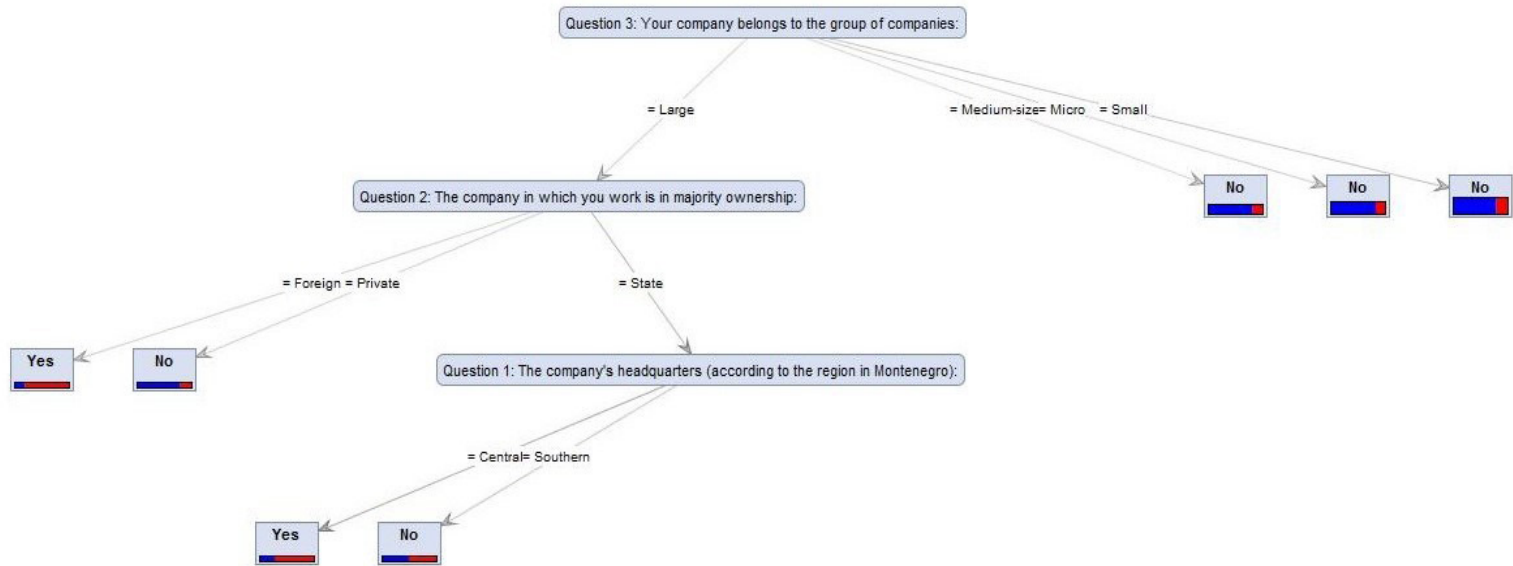 Question 3: Your company belongs to the group of companies:
= Large
= Medium-size= Micro
= Small
Question 2: The company in which you work is in majority ownership:
No
No
No
= Foreign = Private
= State
Yes
No
Question 1: The company's headquarters (according to the region in Montenegro):
= Central= Southern
Yes
No